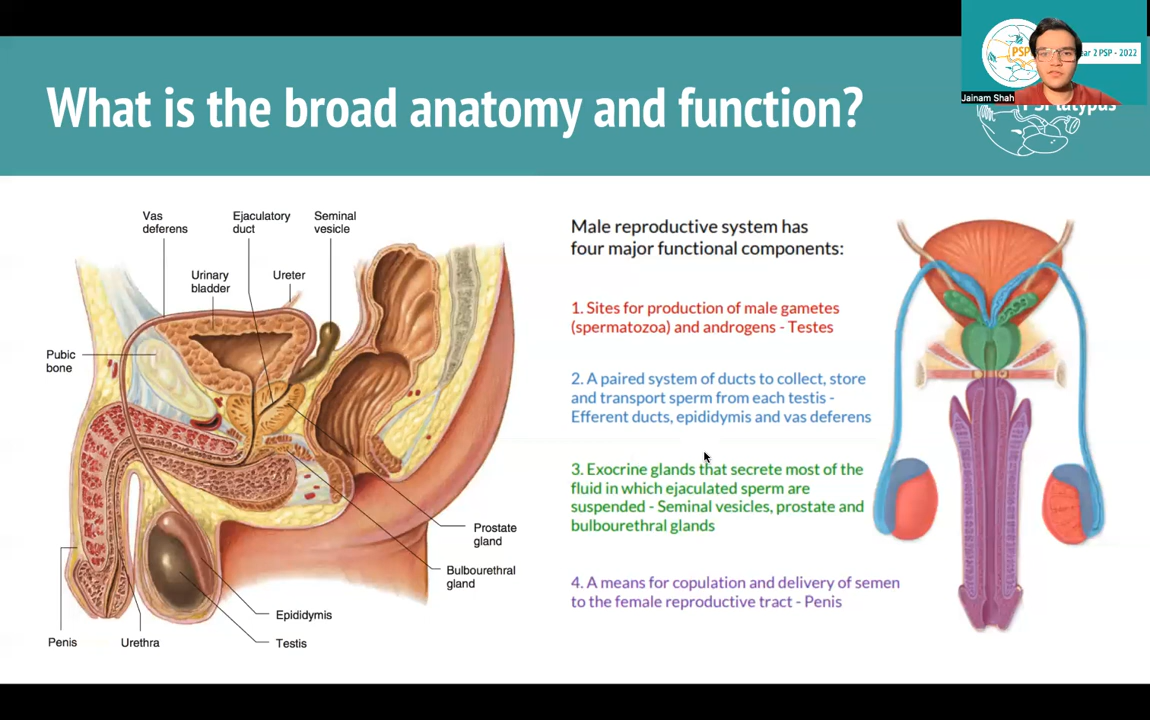 PSP
ear 2 PSP - 2022
Jainam Shah
What is the broad anatomy and function?
Vas
deferens
Ejaculatory
duct
Seminal
vesicle
Urinary
bladder
Ureter
Pubic
bone
Prostate
gland
Bulbourethral
gland
Epididymis
Testis
Penis
Urethra
Male reproductive system has
four major functional components:
1. Sites for production of male gametes
(spermatozoa) and androgens - Testes
2. A paired system of ducts to collect, store
and transport sperm from each testis -
Efferent ducts, epididymis and vas deferens
3. Exocrine glands that secrete most of the
fluid in which ejaculated sperm are
suspended - Seminal vesicles, prostate and
bulbourethral glands
4. A means for copulation and delivery of semen
to the female reproductive tract - Penis